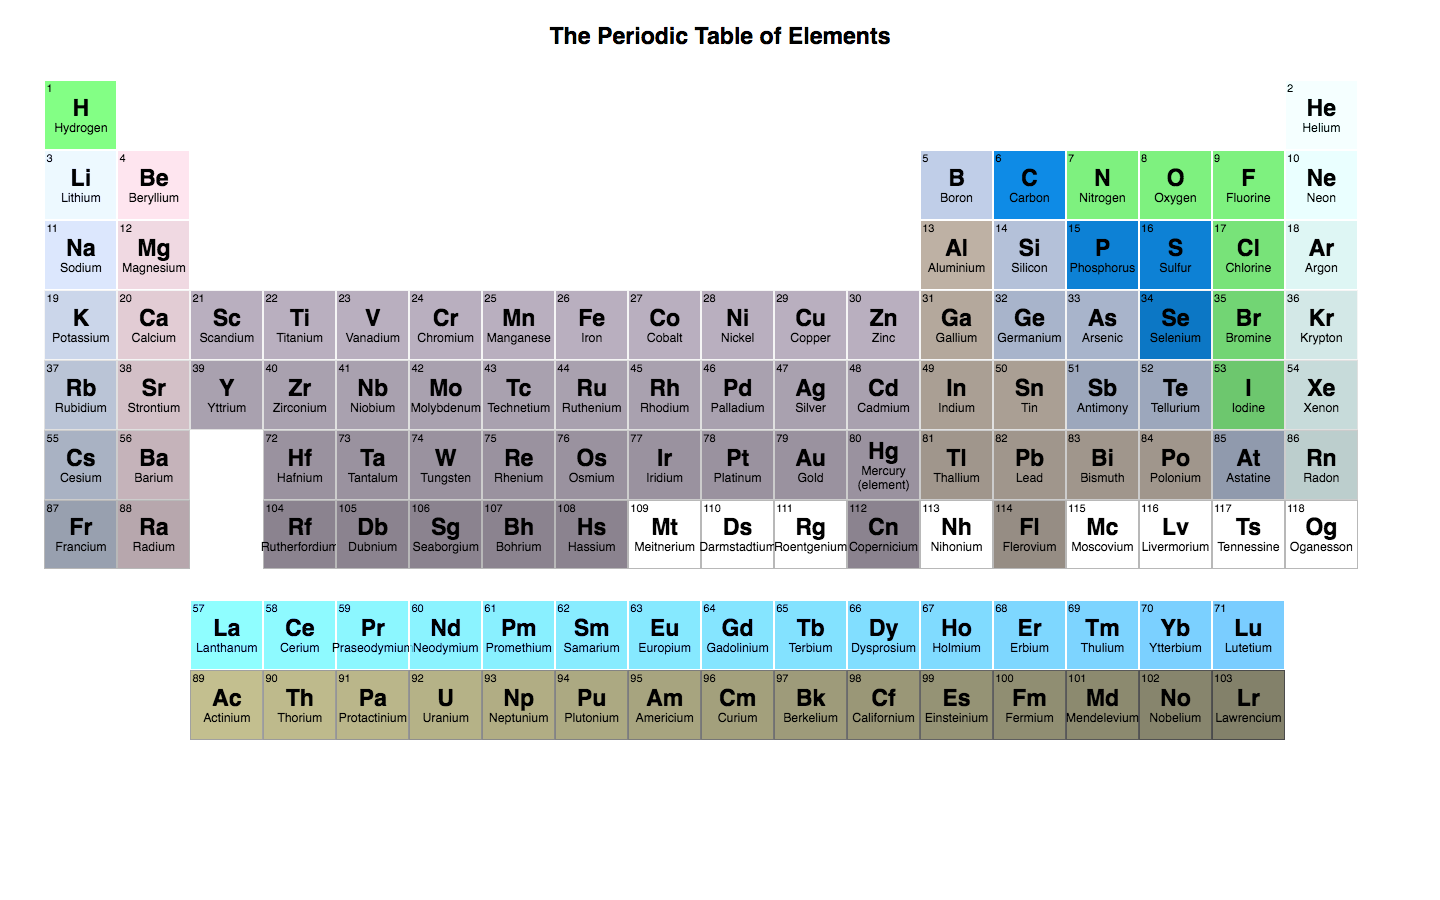 The Periodic Table of Elements
1 2
H He
Hydrogen Helium
3 4 5 6 7 8 9 10
Li Be B C N O F Ne
Lithium Beryllium Boron Carbon Nitrogen Oxygen Fluorine Neon
11 12 13 14 15 16 17 18
Na Mg Al Si P S Cl Ar
Sodium Magnesium Aluminium Silicon Phosphorus Sulfur Chlorine Argon
19 20 21 22 23 24 25 26 27 28 29 30 31 32 33 34 35 36
K Ca Sc Ti V Cr Mn Fe Co Ni Cu Zn Ga Ge As Se Br Kr
Potassium Calcium Scandium Titanium Vanadium Chromium Manganese Iron Cobalt Nickel Copper Zinc Gallium Germanium Arsenic Selenium Bromine Krypton
37 38 39 40 41 42 43 44 45 46 47 48 49 50 51 52 53 54
Rb Sr Y Zr Nb Mo Tc Ru Rh Pd Ag Cd In Sn Sb Te I Xe
Rubidium Strontium Yttrium Zirconium Niobium Molybdenum Technetium Ruthenium Rhodium Palladium Silver Cadmium Indium Tin Antimony Tellurium Iodine Xenon
55 56 72 73 74 75 76 77 78 79 80 81 82 83 84 85 86
Cs Ba Hf Ta W Re Os Ir Pt Au Hg Tl Pb Bi Po At Rn
Cesium Barium Hafnium Tantalum Tungsten Rhenium Osmium Iridium Platinum Gold Mercury (element) Thallium Lead Bismuth Polonium Astatine Radon
87 88 104 105 106 107 108 109 110 111 112 113 114 115 116 117 118
Fr Ra Rf Db Sg Bh Hs Mt Ds Rg Cn Nh Fl Mc Lv Ts Og
Francium Radium Rutherfordium Dubnium Seaborgium Bohrium Hassium Meitnerium Darmstadtium Roentgenium Copernicium Nihonium Flerovium Moscovium Livermorium Tennessine Oganesson
57 58 59 60 61 62 63 64 65 66 67 68 69 70 71
La Ce Pr Nd Pm Sm Eu Gd Tb Dy Ho Er Tm Yb Lu
Lanthanum Cerium Praseodymium Neodymium Promethium Samarium Europium Gadolinium Terbium Dysprosium Holmium Erbium Thulium Ytterbium Lutetium
89 90 91 92 93 94 95 96 97 98 99 100 101 102 103
Ac Th Pa U Np Pu Am Cm Bk Cf Es Fm Md No Lr
Actinium Thorium Protactinium Uranium Neptunium Plutonium Americium Curium Berkelium Californium Einsteinium Fermium Mendelevium Nobelium Lawrencium